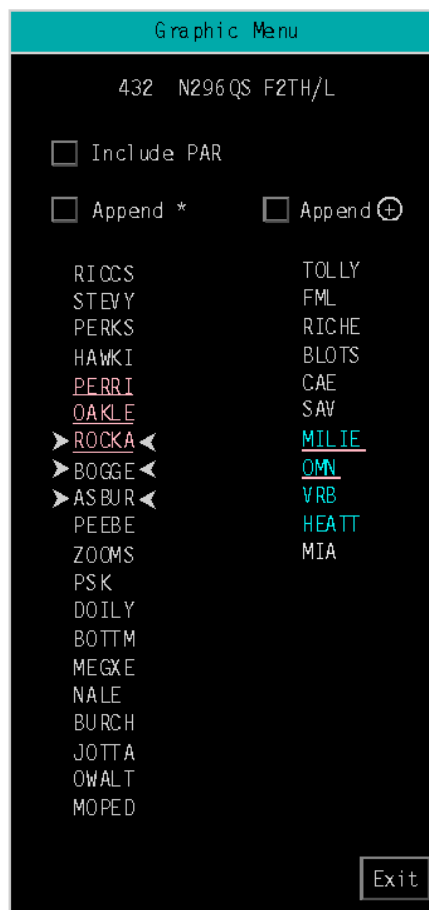 Graphic Menu
432 N296QS F2TH/L
Include PAR
Append *
Append ⊕
RICCS
STEVY
PERKS
HAWKI
PERRI
OAKLE
ROCKA
BOGGE
ASBUR
PEEBE
ZOOMS
PSK
DOILY
BOTTM
MEGXE
NALE
BURCH
JOTTA
OWALT
MOPED
TOLLY
FML
RICHE
BLOTS
CAE
SAV
MILIE
OMN
VRB
HEATT
MIA
Exit